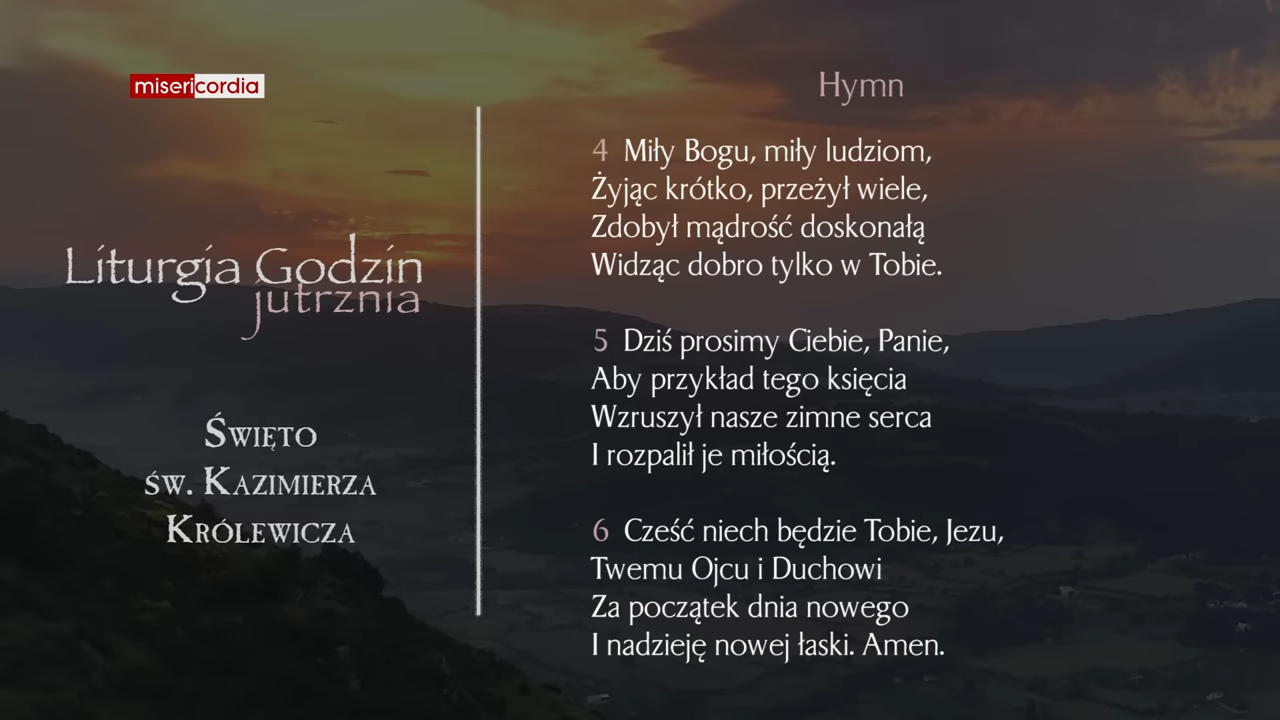 misericordia
Liturgia Godzin
jutrznia
Święto
św. Kazimierza
Królewicza
Hymn
4 Miły Bogu, miły ludziom,
Żyjąc krótko, przeżył wiele,
Zdobył mądrość doskonałą
Widząc dobro tylko w Tobie.
5 Dziś prosimy Ciebie, Panie,
Aby przykład tego księcia
Wzruszył nasze zimne serca
I rozpalił je miłością.
6 Cześć niech będzie Tobie, Jezu,
Twemu Ojcu i Duchowi
Za początek dnia nowego
I nadzieję nowej łaski. Amen.